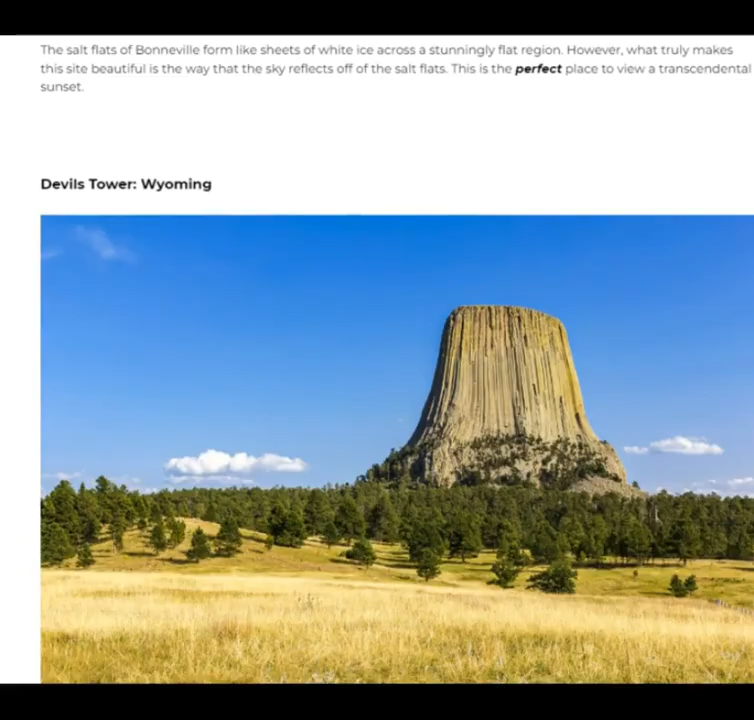 The salt flats of Bonneville form like sheets of white ice across a stunningly flat region. However, what truly makes
this site beautiful is the way that the sky reflects off of the salt flats. This is the perfect place to view a transcendental
sunset.
Devils Tower: Wyoming